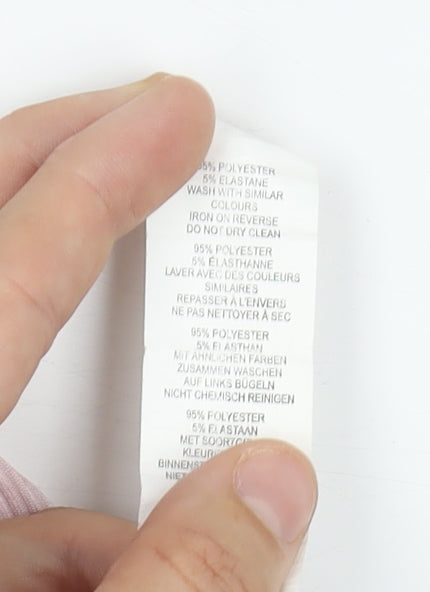 95% POLYESTER
5% ELASTANE
WASH WITH SIMILAR
COLOURS
IRON ON REVERSE
DO NOT DRY CLEAN
95% POLYESTER
5% ÉLASTHANNE
LAVER AVEC DES COULEURS
SIMILAIRES
REPASSER À L'ENVERS
NE PAS NETTOYER À SEC
95% POLYESTER
5% ELASTHAN
MIT ÄHNLICHEN FARBEN
ZUSAMMEN WASCHEN
AUF LINKS BÜGELN
NICHT CHEMISCH REINIGEN
95% POLYESTER
5% ELASTAAN
MET